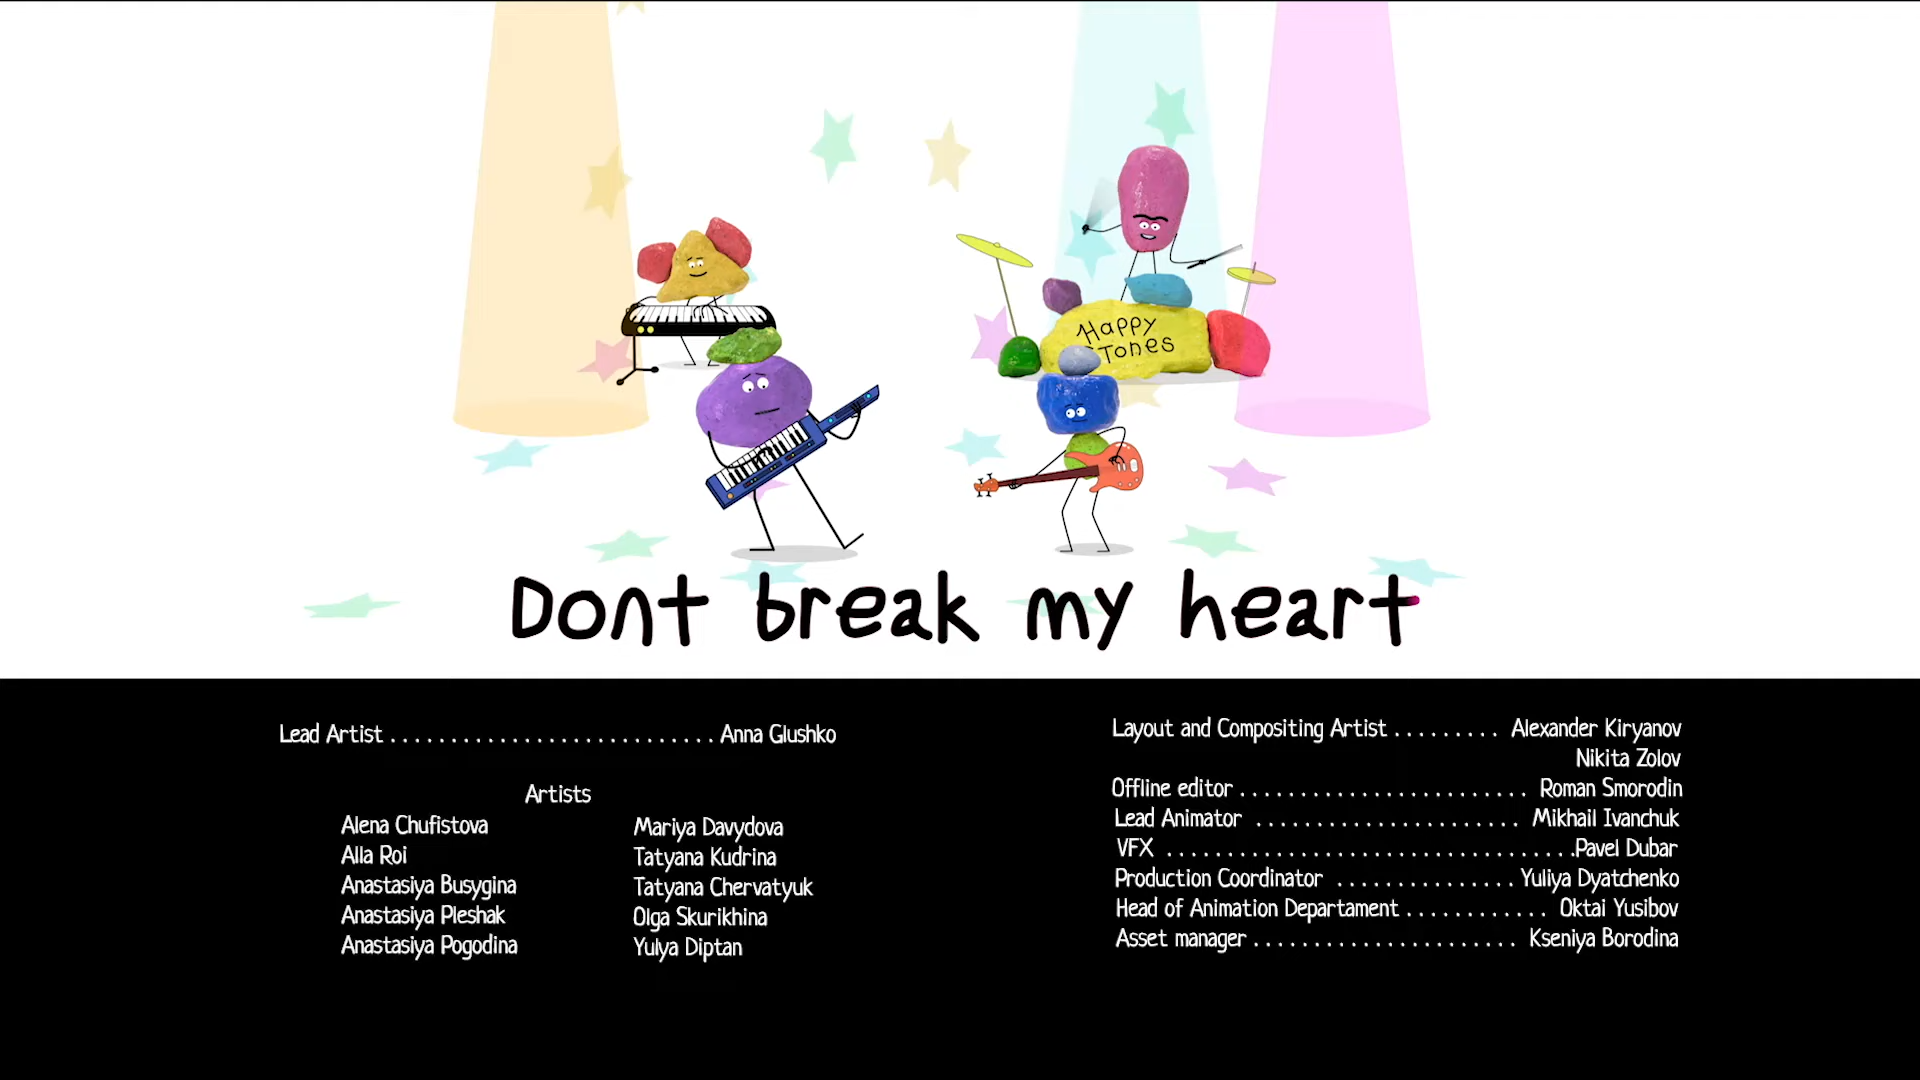 Happy
Tones
Dont break my heart
Lead Artist . . . . . . . . . . . . . . . . . . . . . . . . . . . Anna Glushko
Artists
Alena Chufistova
Alla Roi
Anastasiya Busygina
Anastasiya Pleshak
Anastasiya Pogodina
Mariya Davydova
Tatyana Kudrina
Tatyana Chervatyuk
Olga Skurikhina
Yulya Diptan
Layout and Compositing Artist . . . . . . . . . Alexander Kiryanov
Nikita Zolov
Offline editor . . . . . . . . . . . . . . . . . . . . . . . . Roman Smorodin
Lead Animator . . . . . . . . . . . . . . . . . . . . . . Mikhail Ivanchuk
VFX . . . . . . . . . . . . . . . . . . . . . . . . . . . . . . . . . .Pavel Dubar
Production Coordinator . . . . . . . . . . . . . . . Yuliya Dyatchenko
Head of Animation Departament . . . . . . . . . . . . Oktai Yusibov
Asset manager . . . . . . . . . . . . . . . . . . . . . . Kseniya Borodina